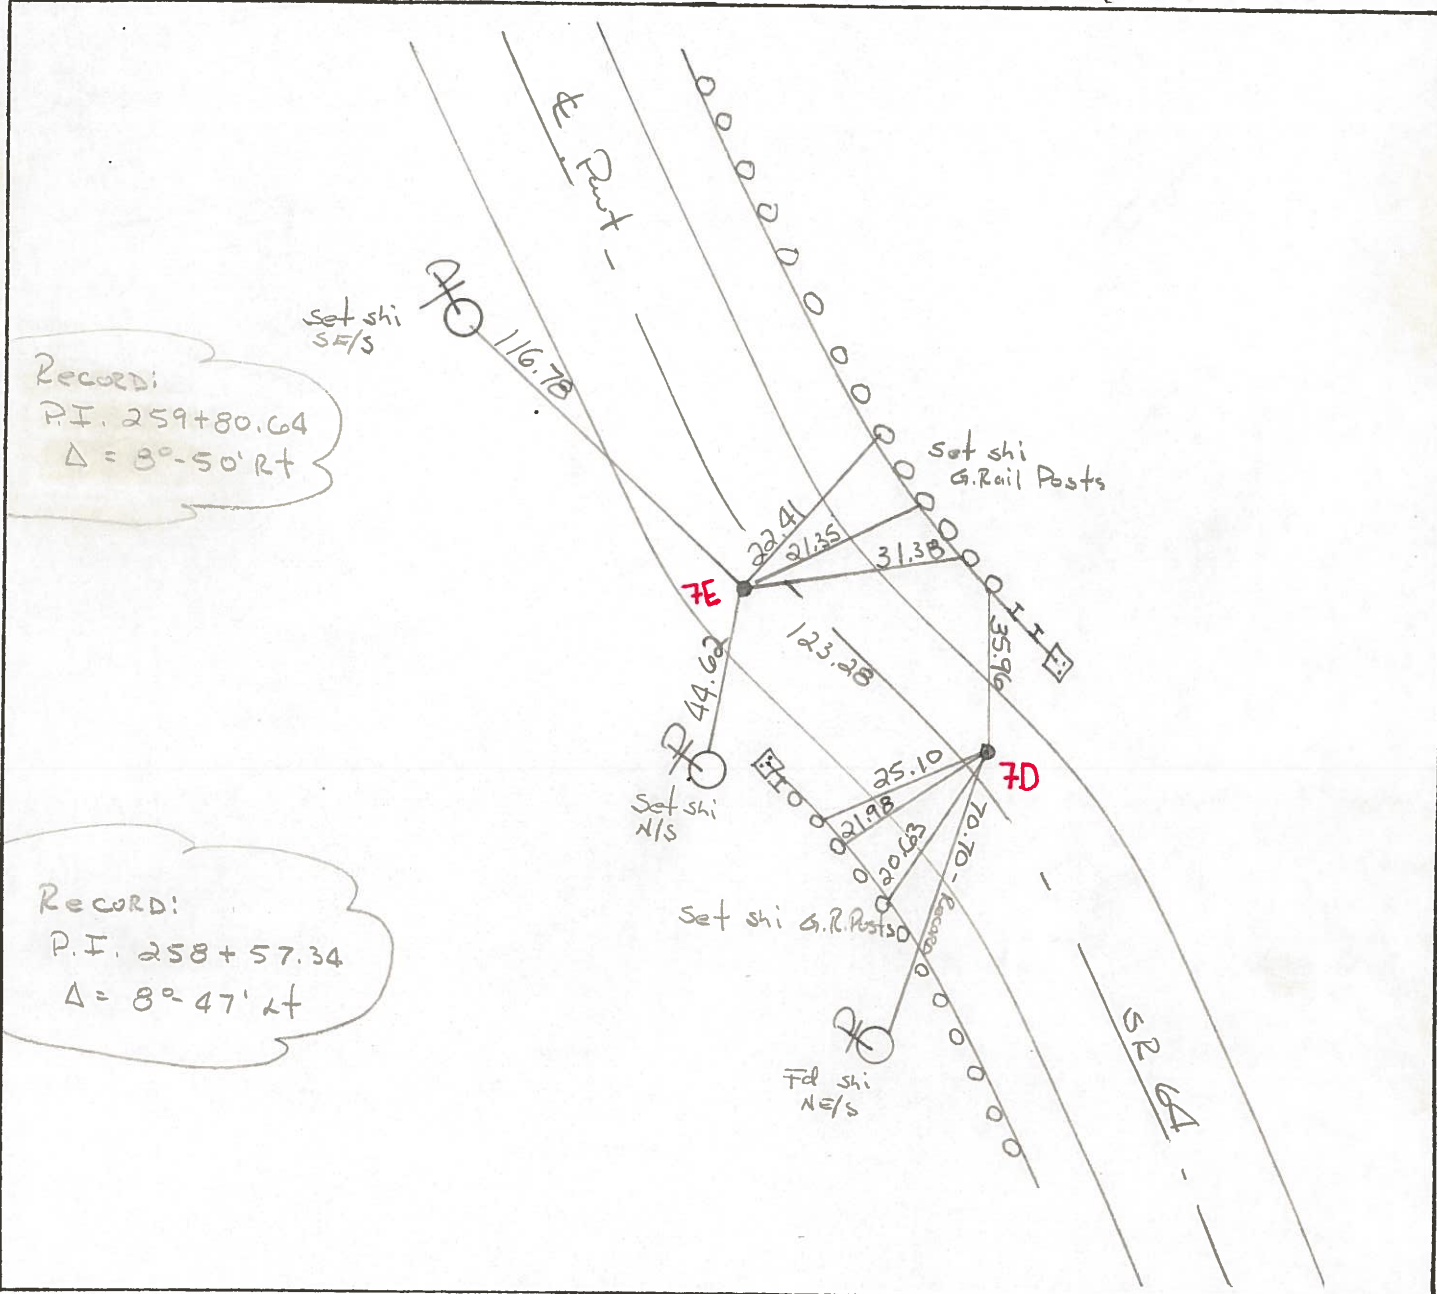 ℄ Pvmt -
Set shi
SE/S
116.78
Record:
P.I. 259+80.64
Δ = 8°-50' Rt
Set shi
G.Rail Posts
22.41
21.35
31.38
7E
35.96
123.28
44.62
Set shi
N/S
7D
25.10
21.98
20.63
70.70 - Record
Set shi G.R.Posts
Record:
P.I. 258+57.34
Δ = 8°-47' Lt
Fd shi
NE/S
SR 6A -